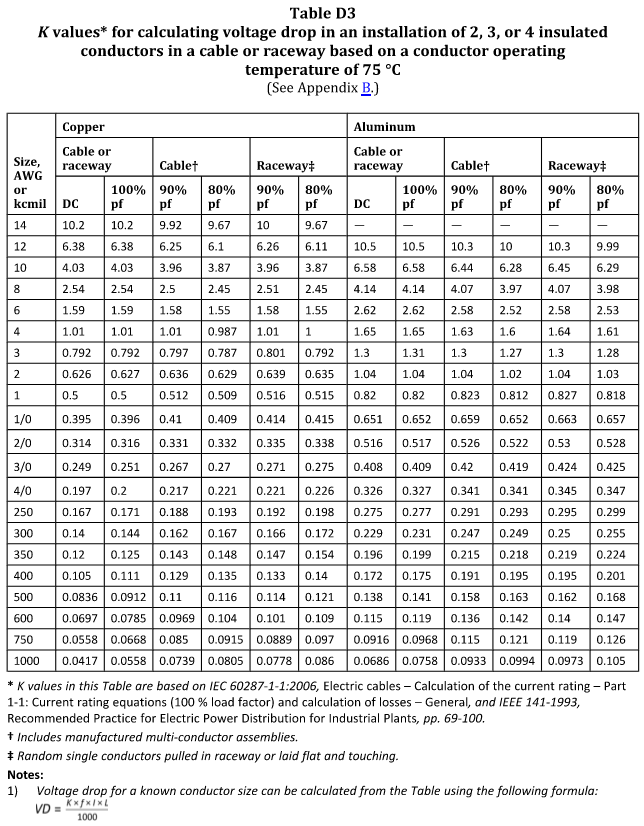 Table D3
K values* for calculating voltage drop in an installation of 2, 3, or 4 insulated
conductors in a cable or raceway based on a conductor operating
temperature of 75 °C
(See Appendix B.)
Size, AWG or kcmil Copper Aluminum
Cable or raceway Cable† Raceway‡ Cable or raceway Cable† Raceway‡
DC 100% pf 90% pf 80% pf 90% pf 80% pf DC 100% pf 90% pf 80% pf 90% pf 80% pf
14 10.2 10.2 9.92 9.67 10 9.67 — — — — — —
12 6.38 6.38 6.25 6.1 6.26 6.11 10.5 10.5 10.3 10 10.3 9.99
10 4.03 4.03 3.96 3.87 3.96 3.87 6.58 6.58 6.44 6.28 6.45 6.29
8 2.54 2.54 2.5 2.45 2.51 2.45 4.14 4.14 4.07 3.97 4.07 3.98
6 1.59 1.59 1.58 1.55 1.58 1.55 2.62 2.62 2.58 2.52 2.58 2.53
4 1.01 1.01 1.01 0.987 1.01 1 1.65 1.65 1.63 1.6 1.64 1.61
3 0.792 0.792 0.797 0.787 0.801 0.792 1.3 1.31 1.3 1.27 1.3 1.28
2 0.626 0.627 0.636 0.629 0.639 0.635 1.04 1.04 1.04 1.02 1.04 1.03
1 0.5 0.5 0.512 0.509 0.516 0.515 0.82 0.82 0.823 0.812 0.827 0.818
1/0 0.395 0.396 0.41 0.409 0.414 0.415 0.651 0.652 0.659 0.652 0.663 0.657
2/0 0.314 0.316 0.331 0.332 0.335 0.338 0.516 0.517 0.526 0.522 0.53 0.528
3/0 0.249 0.251 0.267 0.27 0.271 0.275 0.408 0.409 0.42 0.419 0.424 0.425
4/0 0.197 0.2 0.217 0.221 0.221 0.226 0.326 0.327 0.341 0.341 0.345 0.347
250 0.167 0.171 0.188 0.193 0.192 0.198 0.275 0.277 0.291 0.293 0.295 0.299
300 0.14 0.144 0.162 0.167 0.166 0.172 0.229 0.231 0.247 0.249 0.25 0.255
350 0.12 0.125 0.143 0.148 0.147 0.154 0.196 0.199 0.215 0.218 0.219 0.224
400 0.105 0.111 0.129 0.135 0.133 0.14 0.172 0.175 0.191 0.195 0.195 0.201
500 0.0836 0.0912 0.11 0.116 0.114 0.121 0.138 0.141 0.158 0.163 0.162 0.168
600 0.0697 0.0785 0.0969 0.104 0.101 0.109 0.115 0.119 0.136 0.142 0.14 0.147
750 0.0558 0.0668 0.085 0.0915 0.0889 0.097 0.0916 0.0968 0.115 0.121 0.119 0.126
1000 0.0417 0.0558 0.0739 0.0805 0.0778 0.086 0.0686 0.0758 0.0933 0.0994 0.0973 0.105
* K values in this Table are based on IEC 60287-1-1:2006, Electric cables – Calculation of the current rating – Part
1-1: Current rating equations (100 % load factor) and calculation of losses – General, and IEEE 141-1993,
Recommended Practice for Electric Power Distribution for Industrial Plants, pp. 69-100.
† Includes manufactured multi-conductor assemblies.
‡ Random single conductors pulled in raceway or laid flat and touching.
Notes:
1) Voltage drop for a known conductor size can be calculated from the Table using the following formula:
VD = K×f×I×L / 1000